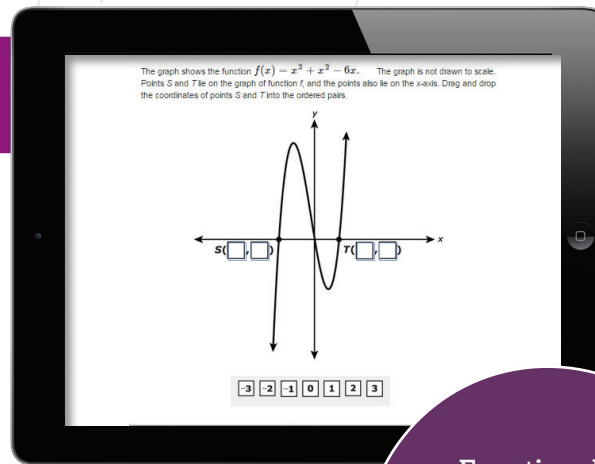 The graph shows the function f(x) = x³ + x² − 6x. The graph is not drawn to scale.
Points S and T lie on the graph of function f, and the points also lie on the x-axis. Drag and drop
the coordinates of points S and T into the ordered pairs.
y
x
S( , )
T( , )
-3 -2 -1 0 1 2 3